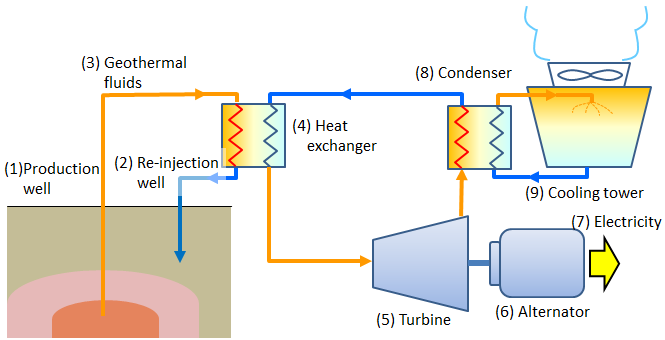 (3) Geothermal
fluids
(8) Condenser
(4) Heat
exchanger
(1)Production
well
(2) Re-injection
well
(9) Cooling tower
(7) Electricity
(5) Turbine
(6) Alternator